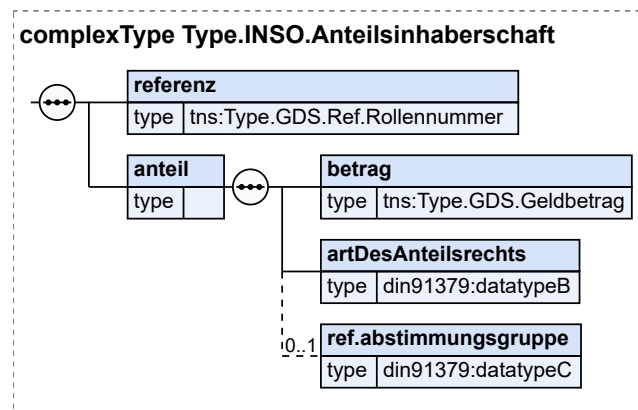 complexType Type.INSO.Anteilsinhaberschaft
referenz
type tns:Type.GDS.Ref.Rollennummer
anteil
type
betrag
type tns:Type.GDS.Geldbetrag
artDesAnteilsrechts
type din91379:datatypeB
0..1
ref.abstimmungsgruppe
type din91379:datatypeC